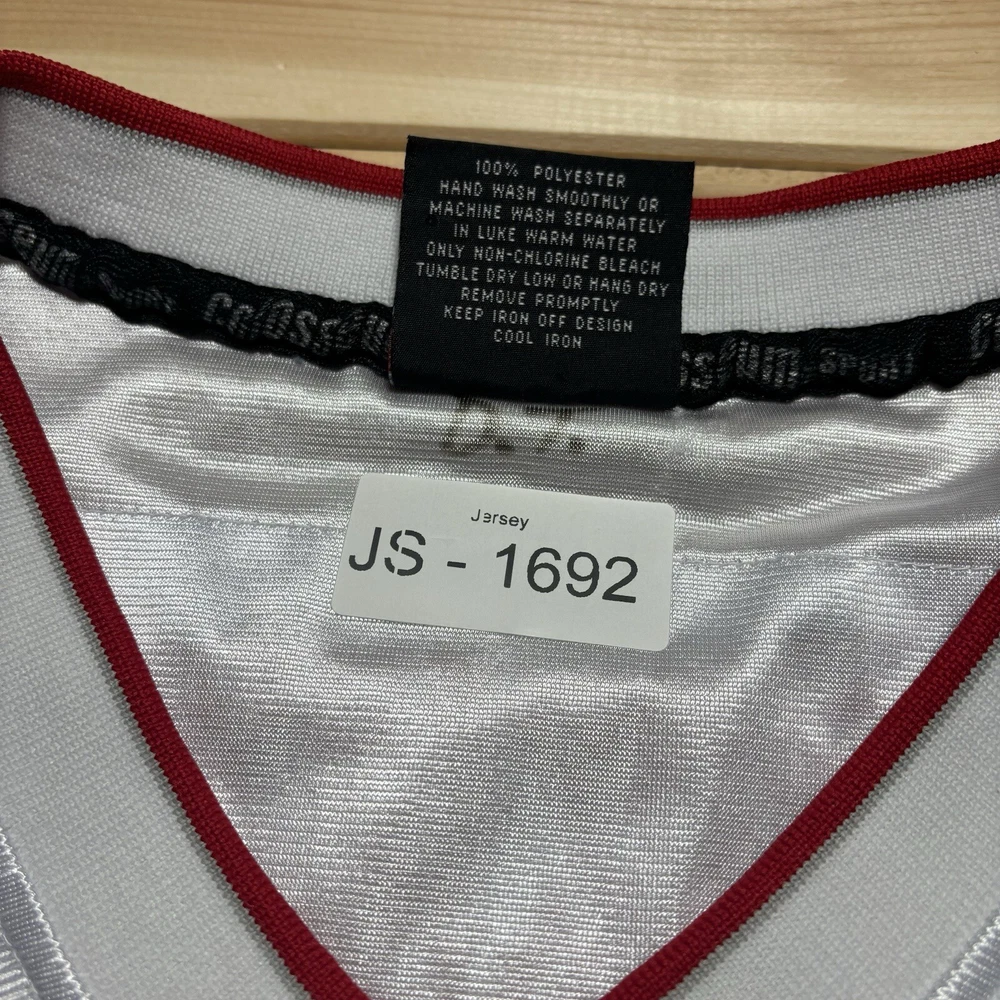 100% POLYESTER
HAND WASH SMOOTHLY OR
MACHINE WASH SEPARATELY
IN LUKE WARM WATER
ONLY NON-CHLORINE BLEACH
TUMBLE DRY LOW OR HANG DRY
REMOVE PROMPTLY
KEEP IRON OFF DESIGN
COOL IRON
COLOSSEUM
Jersey
JS - 1692